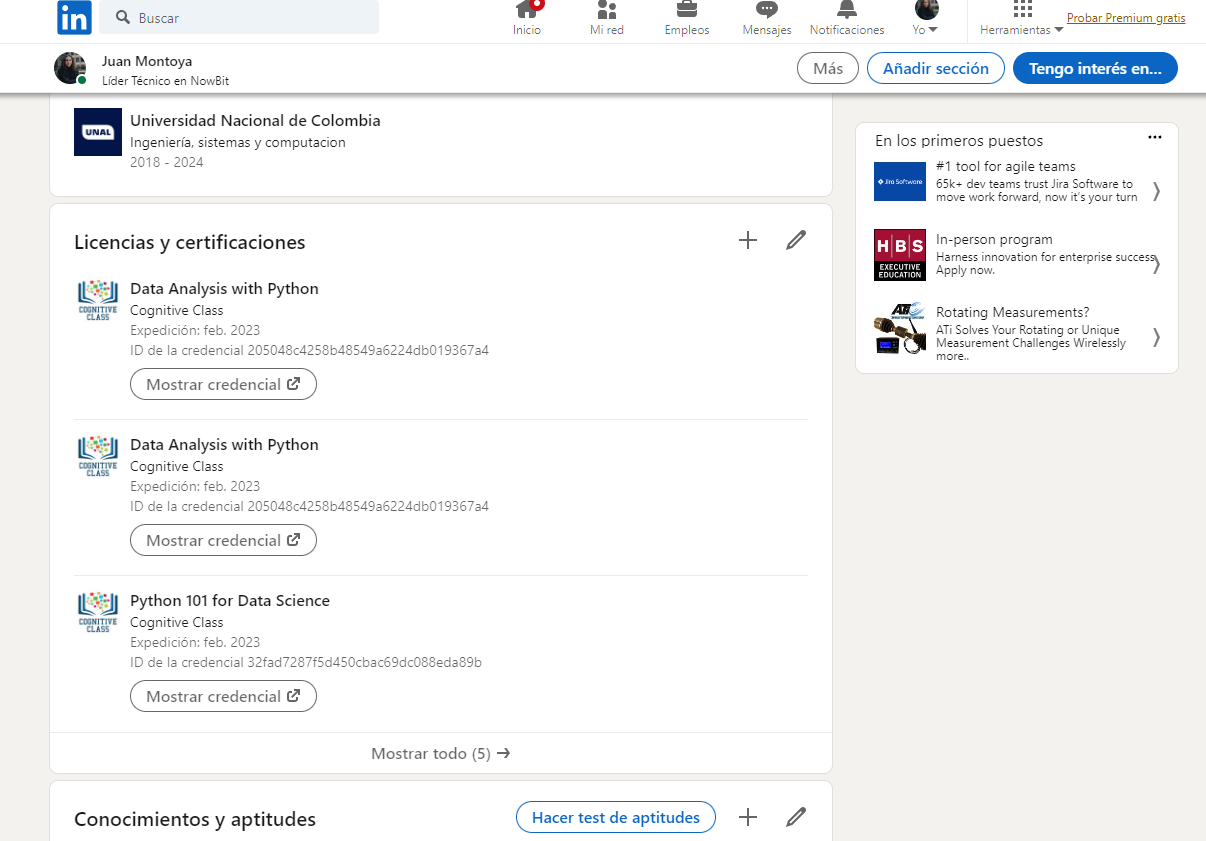 in
Buscar
Inicio
Mi red
Empleos
Mensajes
Notificaciones
Yo
Herramientas
Probar Premium gratis
Juan Montoya
Líder Técnico en NowBit
Más
Añadir sección
Tengo interés en...
UNAL
Universidad Nacional de Colombia
Ingeniería, sistemas y computacion
2018 - 2024
Licencias y certificaciones
COGNITIVE
CLASS
Data Analysis with Python
Cognitive Class
Expedición: feb. 2023
ID de la credencial 205048c4258b48549a6224db019367a4
Mostrar credencial
COGNITIVE
CLASS
Data Analysis with Python
Cognitive Class
Expedición: feb. 2023
ID de la credencial 205048c4258b48549a6224db019367a4
Mostrar credencial
COGNITIVE
CLASS
Python 101 for Data Science
Cognitive Class
Expedición: feb. 2023
ID de la credencial 32fad7287f5d450cbac69dc088eda89b
Mostrar credencial
Mostrar todo (5)
Conocimientos y aptitudes
Hacer test de aptitudes
En los primeros puestos
Jira Software
#1 tool for agile teams
65k+ dev teams trust Jira Software to
move work forward, now it's your turn
HBS
EXECUTIVE
EDUCATION
In-person program
Harness innovation for enterprise success
Apply now.
ATi
Rotating Measurements?
ATi Solves Your Rotating or Unique
Measurement Challenges Wirelessly
more..